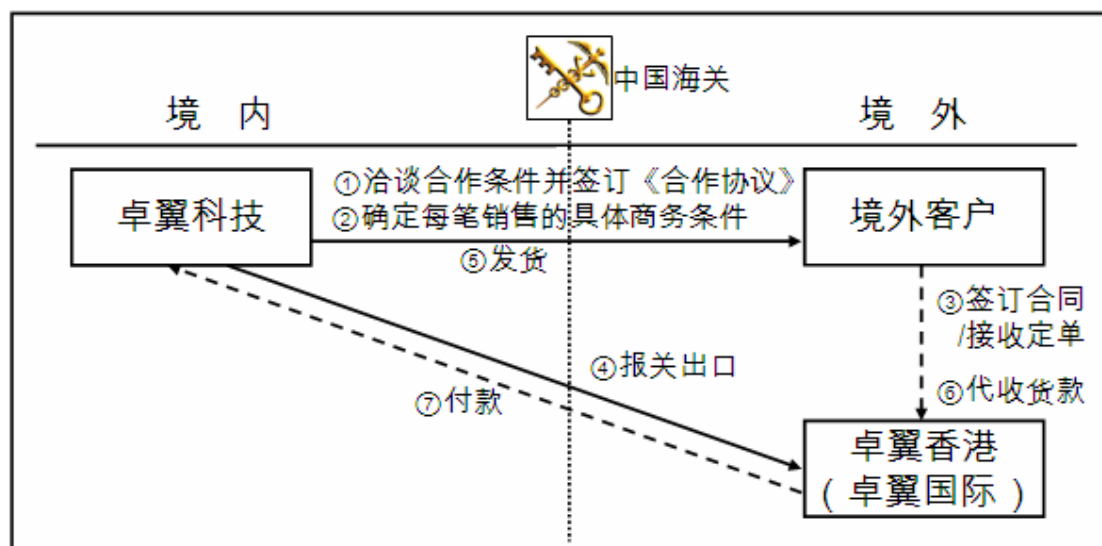 中国海关
境 内
境 外
卓翼科技
①洽谈合作条件并签订《合作协议》
②确定每笔销售的具体商务条件
⑤发货
境外客户
③签订合同
/接收定单
④报关出口
⑦付款
⑥代收货款
卓翼香港
(卓翼国际)